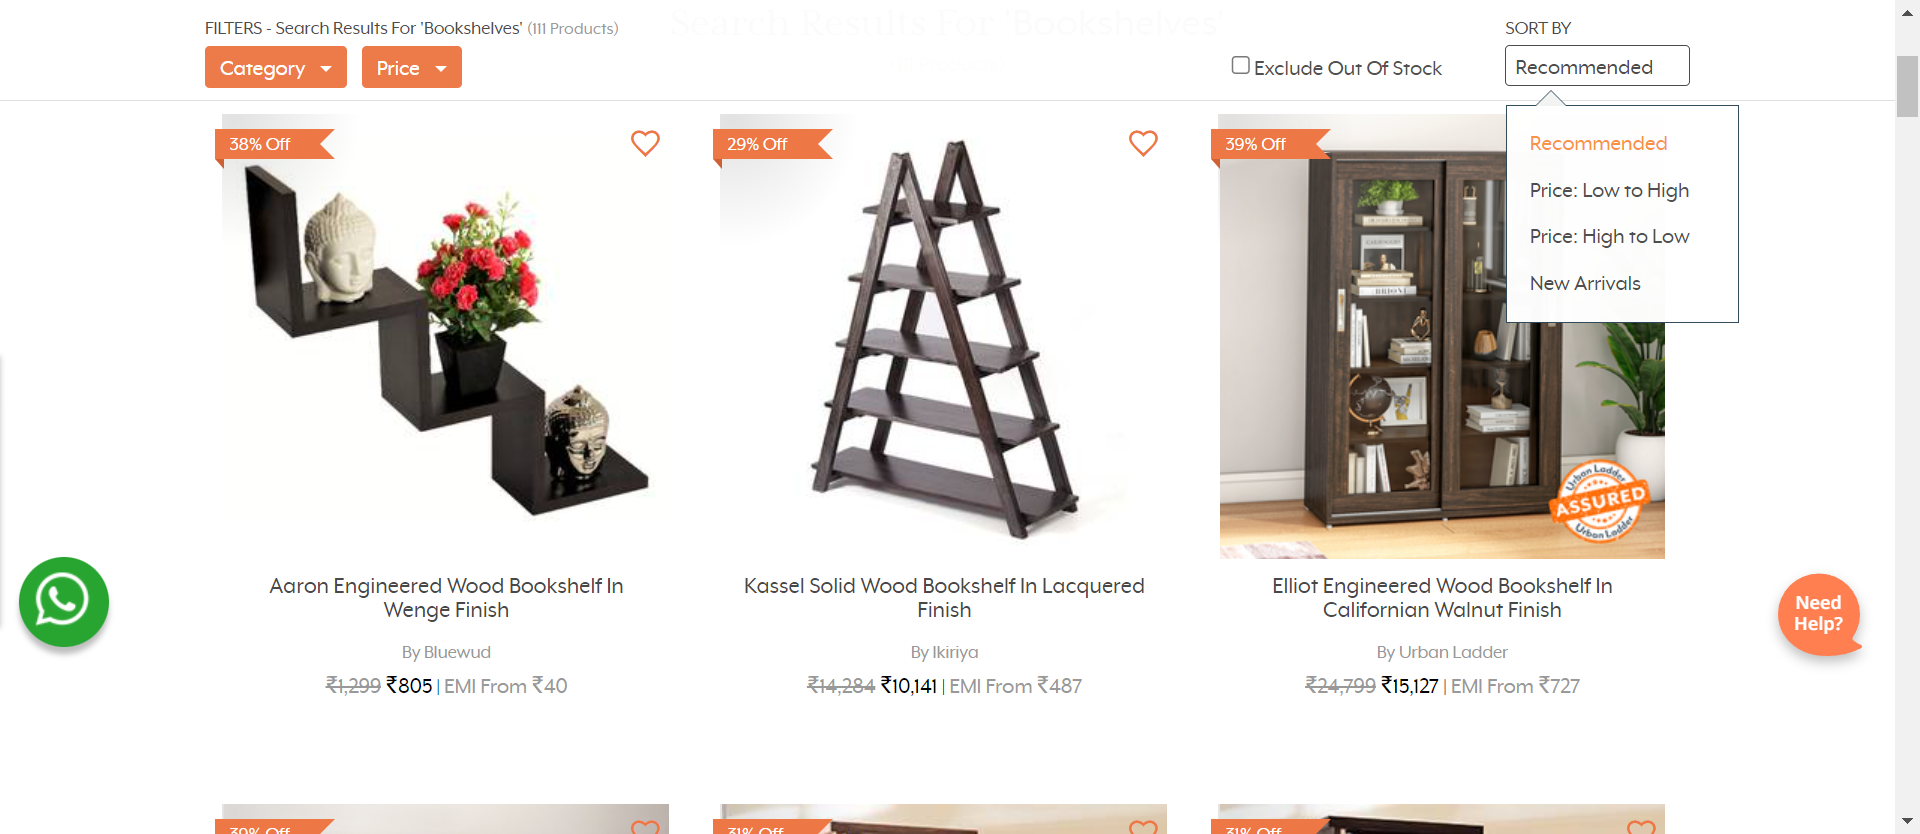 Search Results For 'Bookshelves'
FILTERS - Search Results For 'Bookshelves' (111 Products)
SORT BY
Category
Price
Exclude Out Of Stock
Recommended
Recommended
Price: Low to High
Price: High to Low
New Arrivals
38% Off
29% Off
39% Off
BRIONI
Urban Ladder
ASSURED
Urban Ladder
Aaron Engineered Wood Bookshelf In
Wenge Finish
By Bluewud
₹1,299 ₹805 | EMI From ₹40
Kassel Solid Wood Bookshelf In Lacquered
Finish
By Ikiriya
₹14,284 ₹10,141 | EMI From ₹487
Elliot Engineered Wood Bookshelf In
Californian Walnut Finish
By Urban Ladder
₹24,799 ₹15,127 | EMI From ₹727
Need
Help?
39% Off
31% Off
31% Off